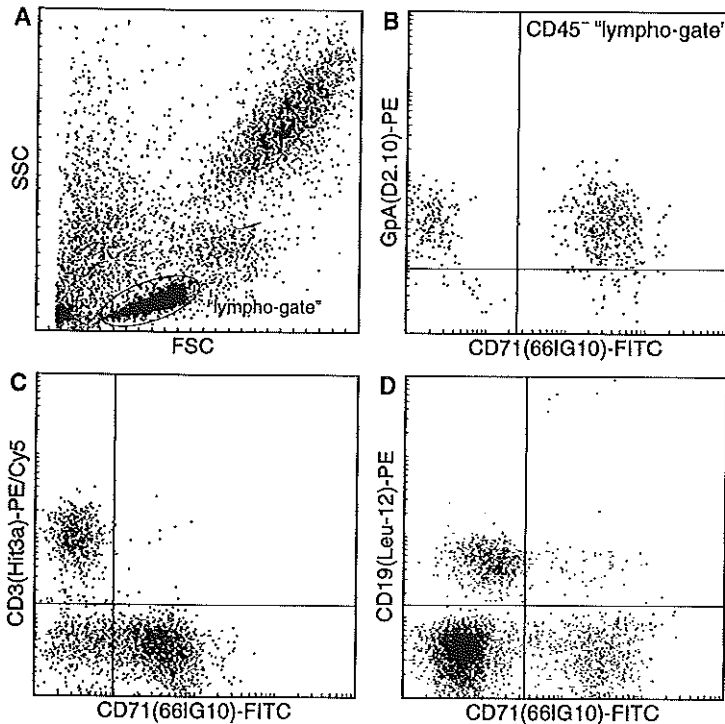 A
SSC
"lympho-gate"
FSC
B
CD45⁻ "lympho-gate"
GpA(D2.10)-PE
CD71(66IG10)-FITC
C
CD3(Hit3a)-PE/Cy5
CD71(66IG10)-FITC
D
CD19(Leu-12)-PE
CD71(66IG10)-FITC